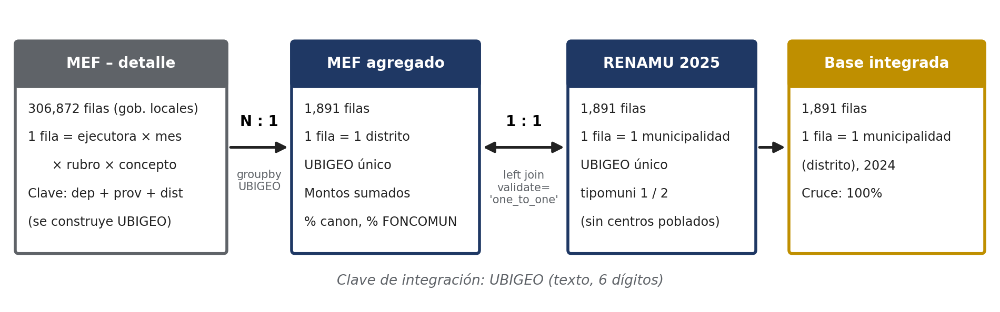 MEF – detalle
306,872 filas (gob. locales)
1 fila = ejecutora × mes
× rubro × concepto
Clave: dep + prov + dist
(se construye UBIGEO)
N : 1
groupby
UBIGEO
MEF agregado
1,891 filas
1 fila = 1 distrito
UBIGEO único
Montos sumados
% canon, % FONCOMUN
1 : 1
left join
validate=
'one_to_one'
RENAMU 2025
1,891 filas
1 fila = 1 municipalidad
UBIGEO único
tipomuni 1 / 2
(sin centros poblados)
Base integrada
1,891 filas
1 fila = 1 municipalidad
(distrito), 2024
Cruce: 100%
Clave de integración: UBIGEO (texto, 6 dígitos)